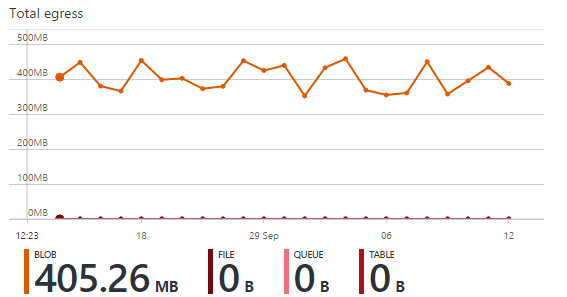 Total egress
500MB
400MB
300MB
200MB
100MB
0MB
12:23 18 29 Sep 06 12
BLOB FILE QUEUE TABLE
405.26 MB 0 B 0 B 0 B